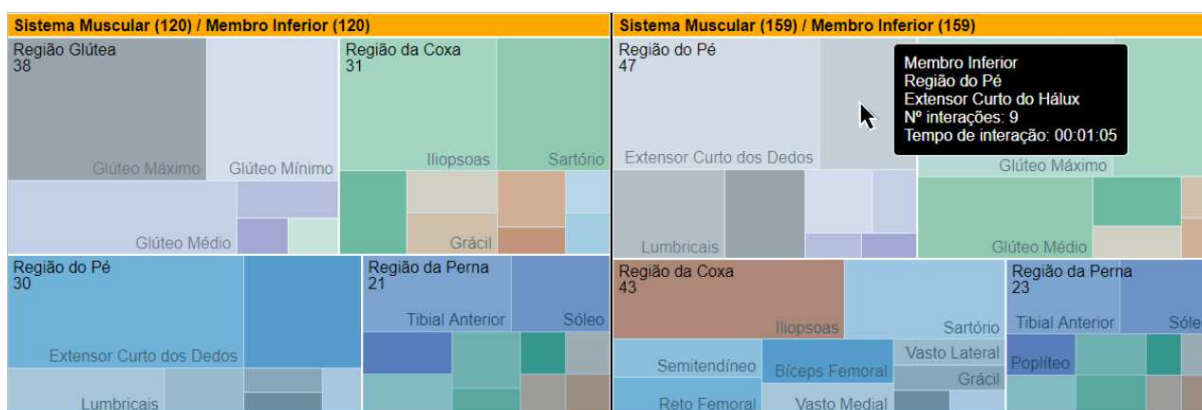 Sistema Muscular (120) / Membro Inferior (120)
Região Glútea
38
Glúteo Máximo
Glúteo Mínimo
Glúteo Médio
Região da Coxa
31
Iliopsoas
Sartório
Grácil
Região do Pé
30
Extensor Curto dos Dedos
Lumbricais
Região da Perna
21
Tibial Anterior
Sóleo
Sistema Muscular (159) / Membro Inferior (159)
Região do Pé
47
Extensor Curto dos Dedos
Lumbricais
Membro Inferior
Região do Pé
Extensor Curto do Hálux
Nº interações: 9
Tempo de interação: 00:01:05
Glúteo Máximo
Glúteo Médio
Região da Coxa
43
Iliopsoas
Sartório
Semitendíneo
Bíceps Femoral
Vasto Lateral
Grácil
Reto Femoral
Vasto Medial
Região da Perna
23
Tibial Anterior
Sóleo
Poplíteo